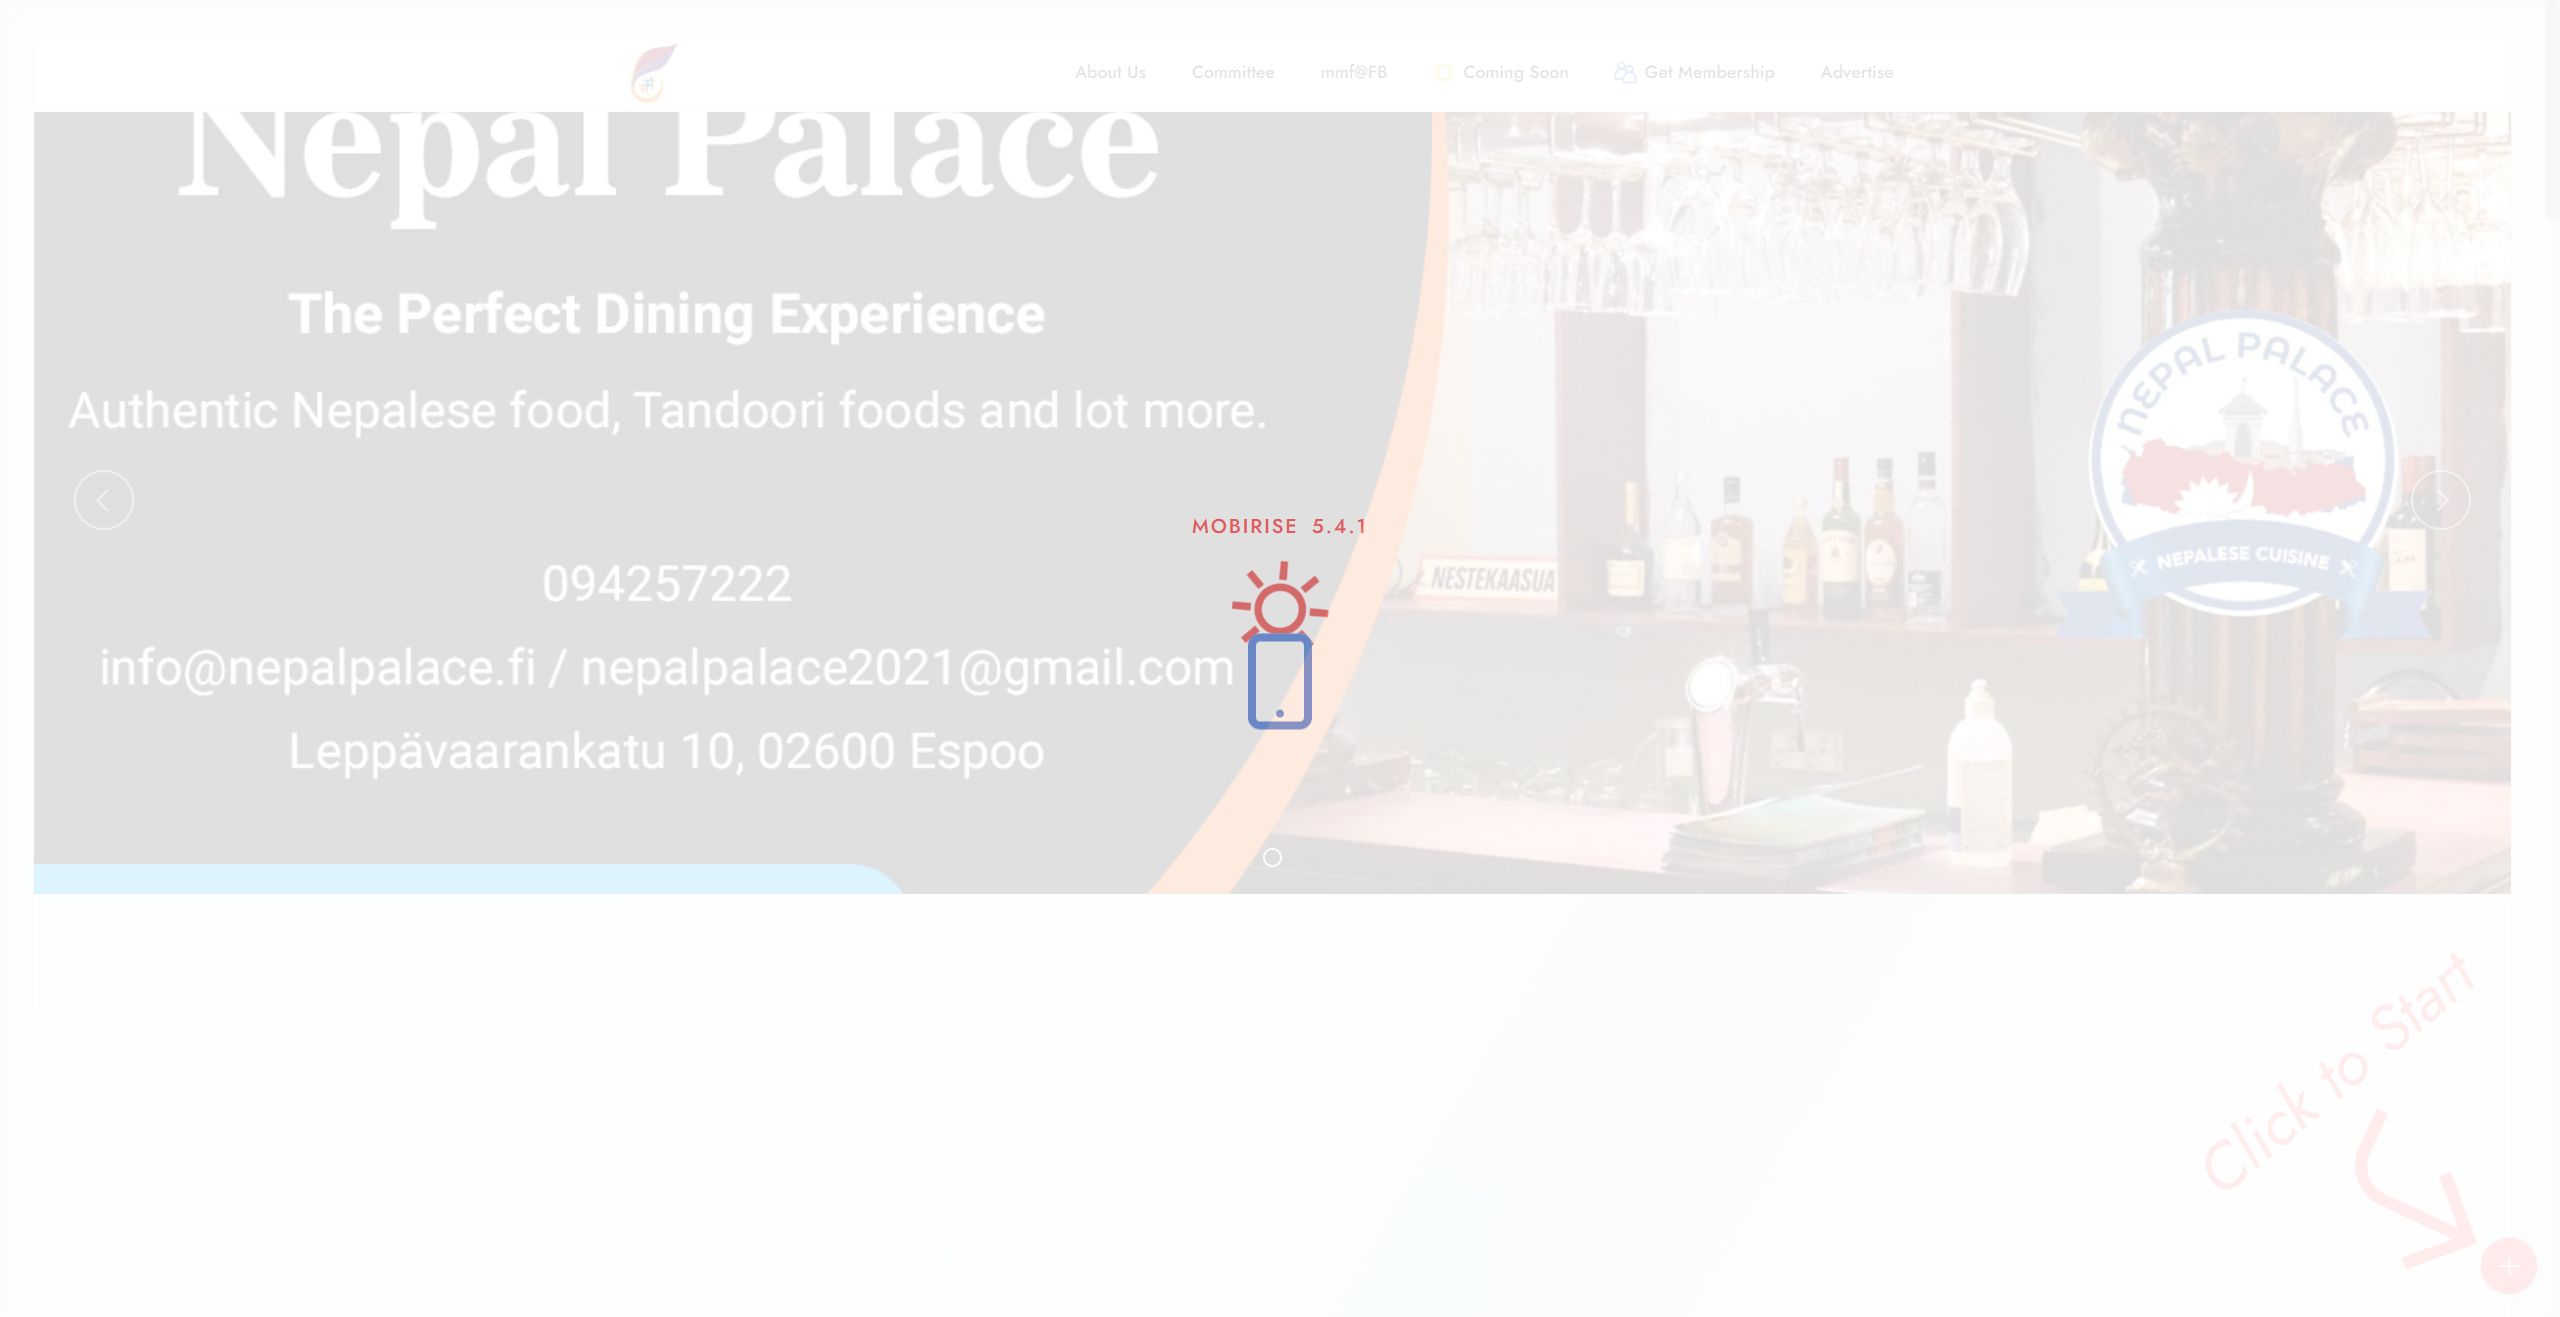 About Us Committee mmf@FB Coming Soon Get Membership Advertise
Nepal Palace
The Perfect Dining Experience
Authentic Nepalese food, Tandoori foods and lot more.
094257222
info@nepalpalace.fi / nepalpalace2021@gmail.com
Leppävaarankatu 10, 02600 Espoo
MOBIRISE 5.4.1
NESTEKAASUA
NEPAL PALACE
NEPALESE CUISINE
Click to Start